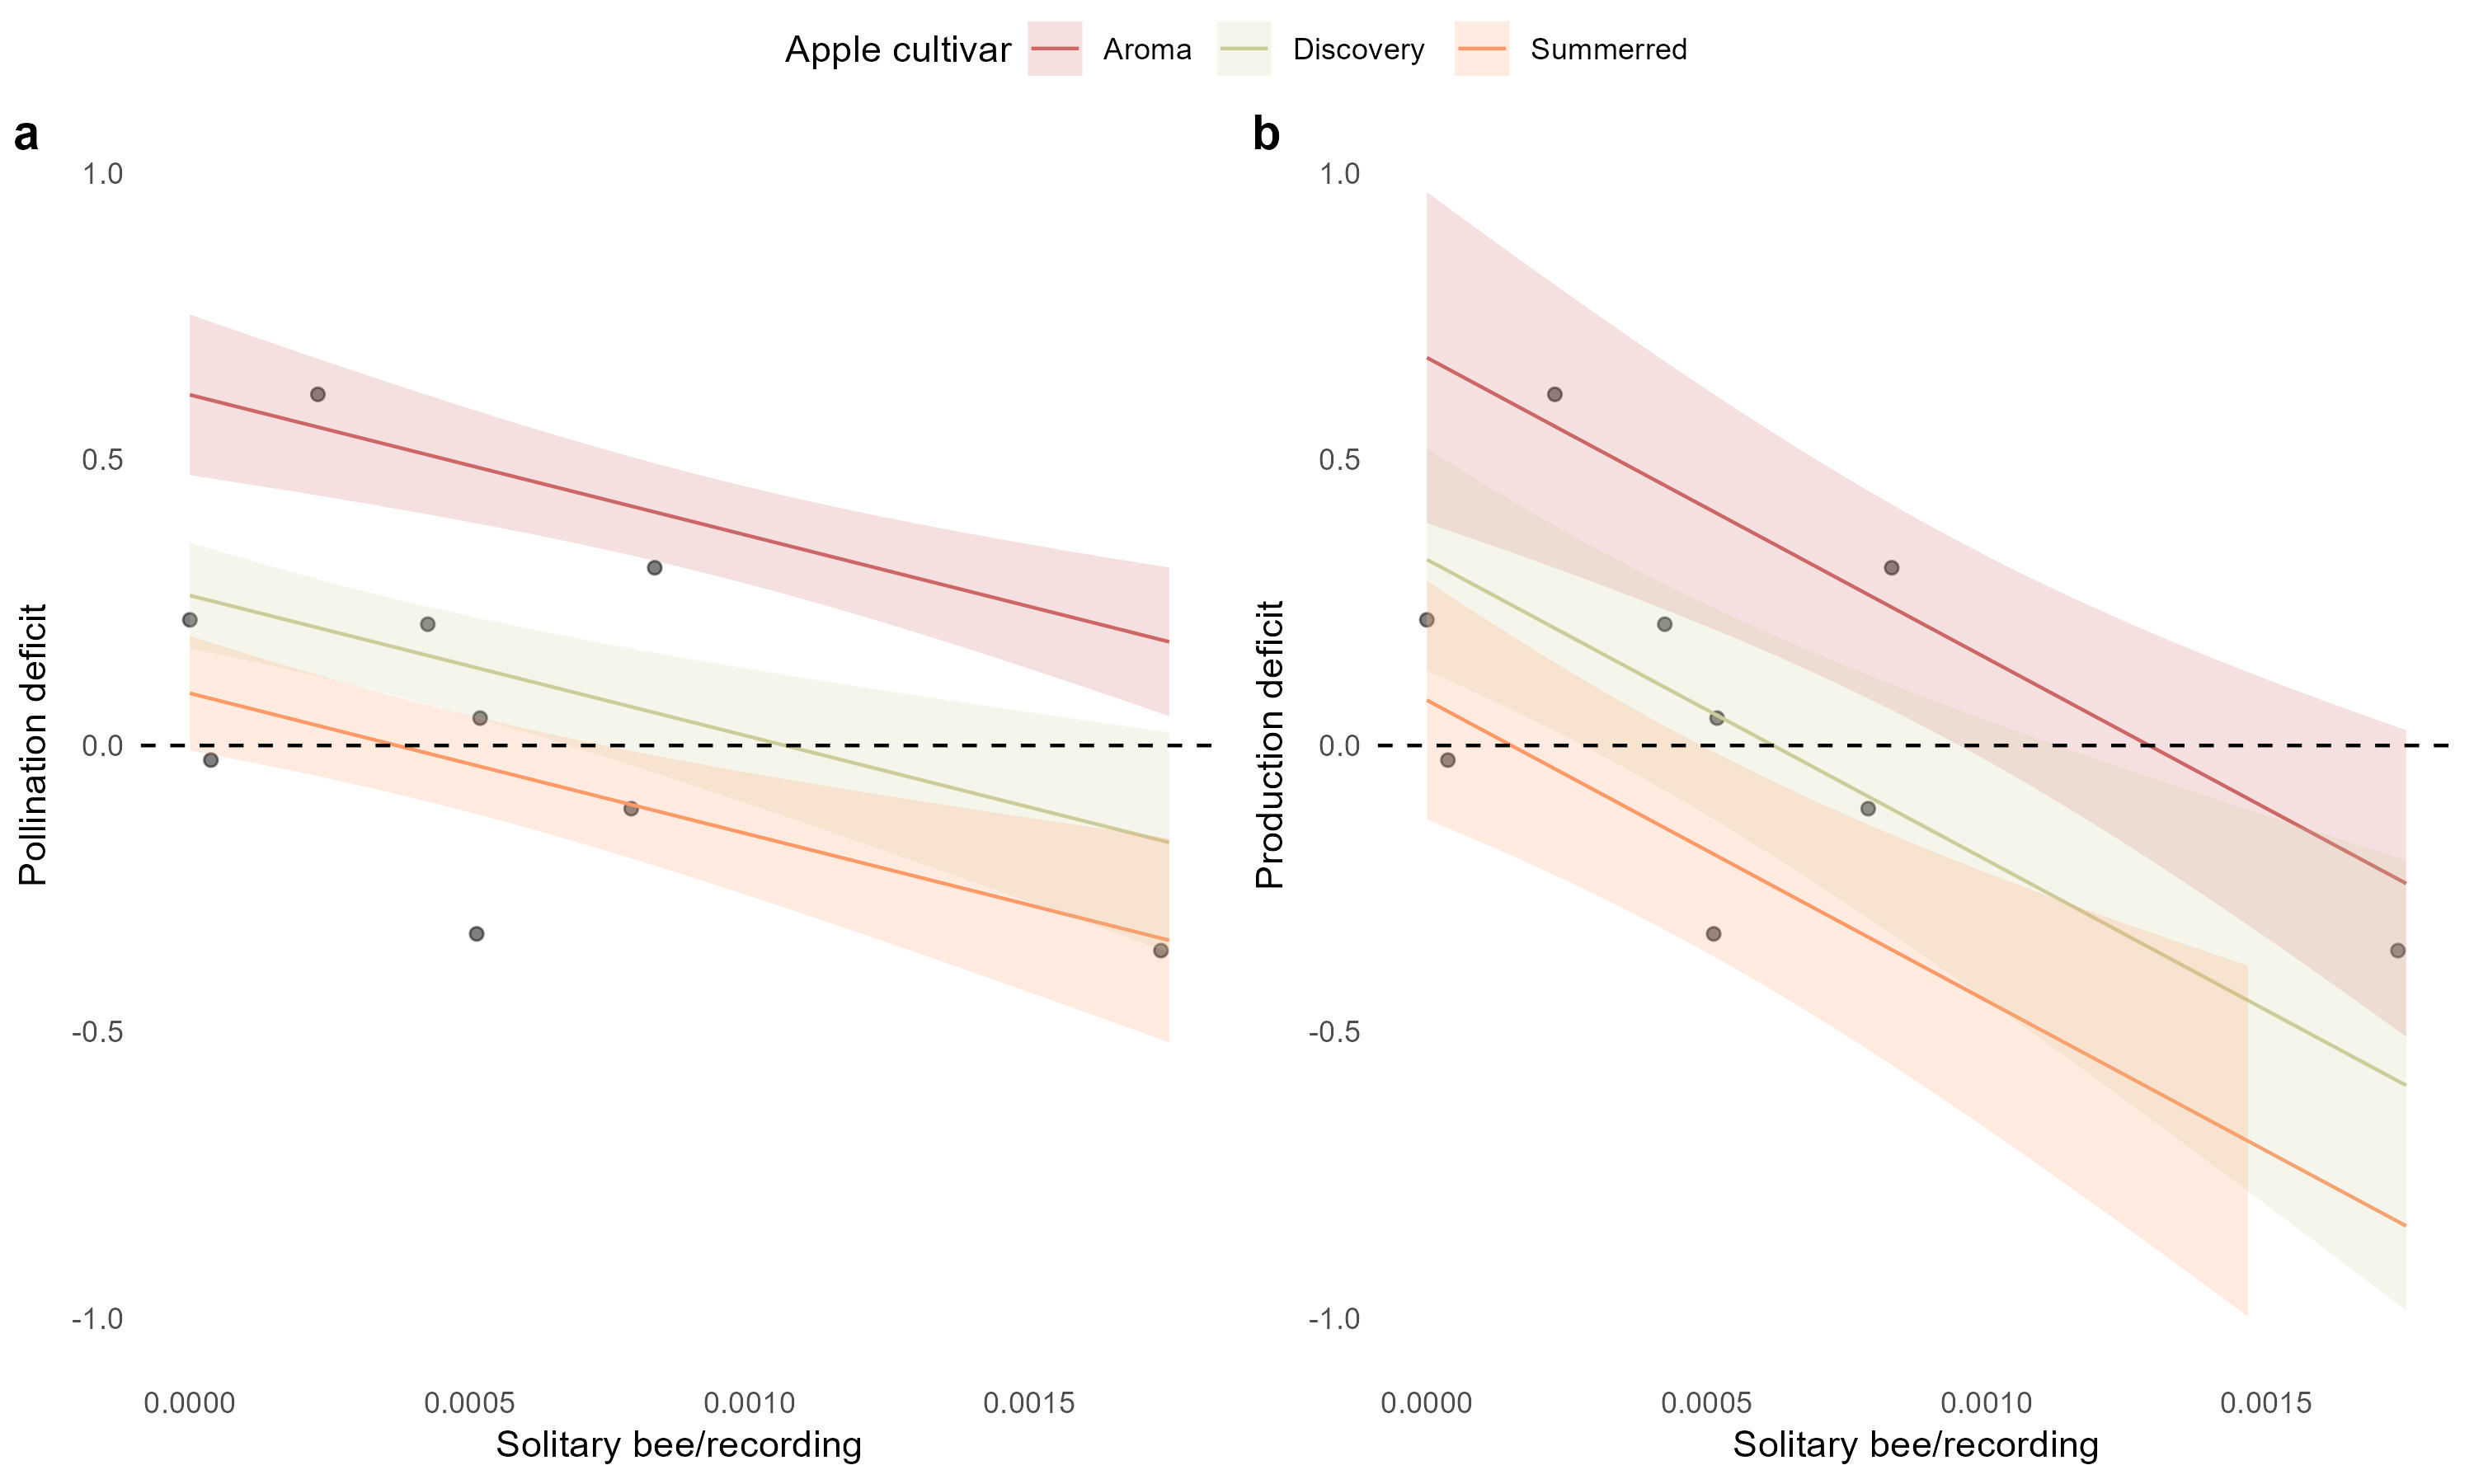 Apple cultivar Aroma Discovery Summerred
a
1.0
0.5
0.0
-0.5
-1.0
Pollination deficit
0.0000 0.0005 0.0010 0.0015
Solitary bee/recording
b
1.0
0.5
0.0
-0.5
-1.0
Production deficit
0.0000 0.0005 0.0010 0.0015
Solitary bee/recording